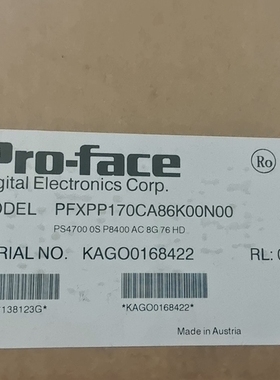 Pro-face
igital Electronics Corp.
ODEL PFXPP170CA86K00N00
PS4700 0S P8400 AC 8G 76 HD
RIAL NO. KAGO0168422 RL:
138123G*
*KAGO0168422*
Made in Austria
Ro